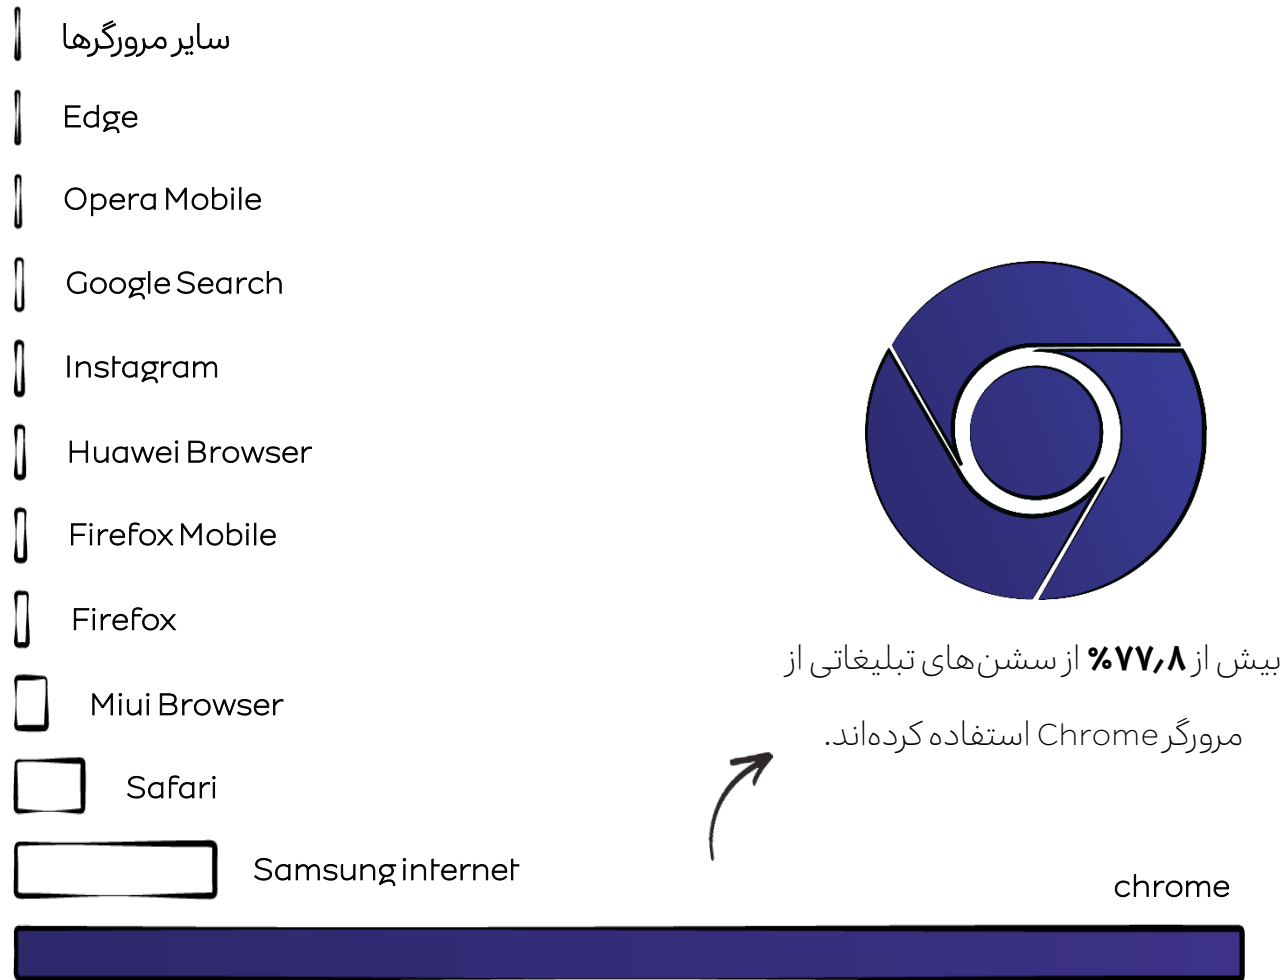 سایر مرورگرها
Edge
Opera Mobile
Google Search
Instagram
Huawei Browser
Firefox Mobile
Firefox
Miui Browser
Safari
Samsung internet
chrome
بیش از ۷۷٫۸% از سشن‌های تبلیغاتی از
مرورگر Chrome استفاده کرده‌اند.